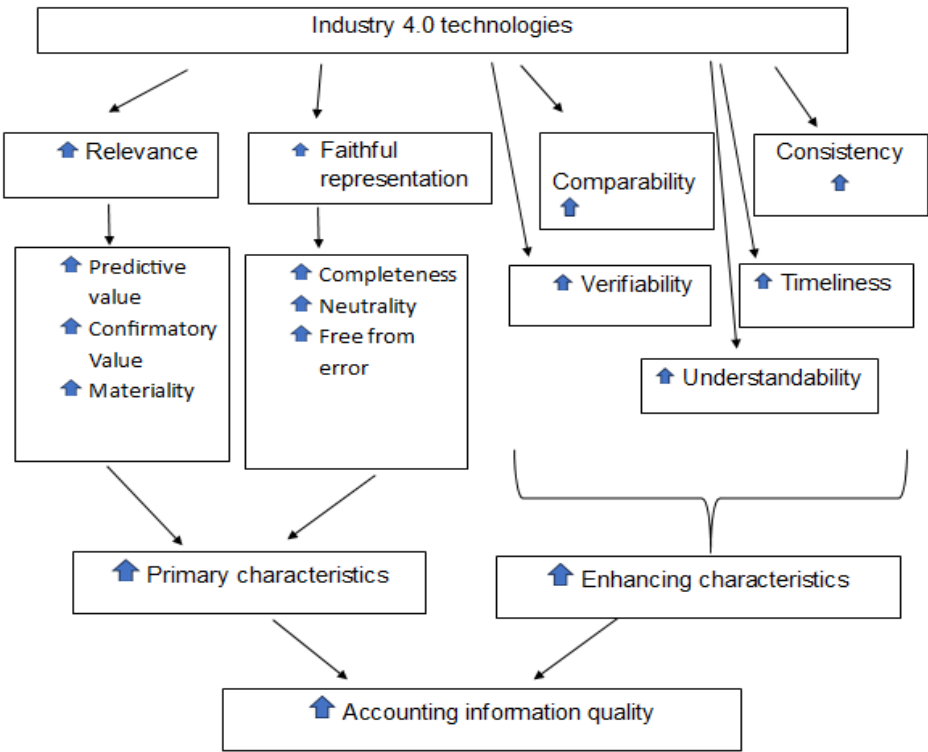 Industry 4.0 technologies
Relevance
Faithful
representation
Comparability
Consistency
Predictive
value
Confirmatory
Value
Materiality
Completeness
Neutrality
Free from
error
Verifiability
Timeliness
Understandability
Primary characteristics
Enhancing characteristics
Accounting information quality